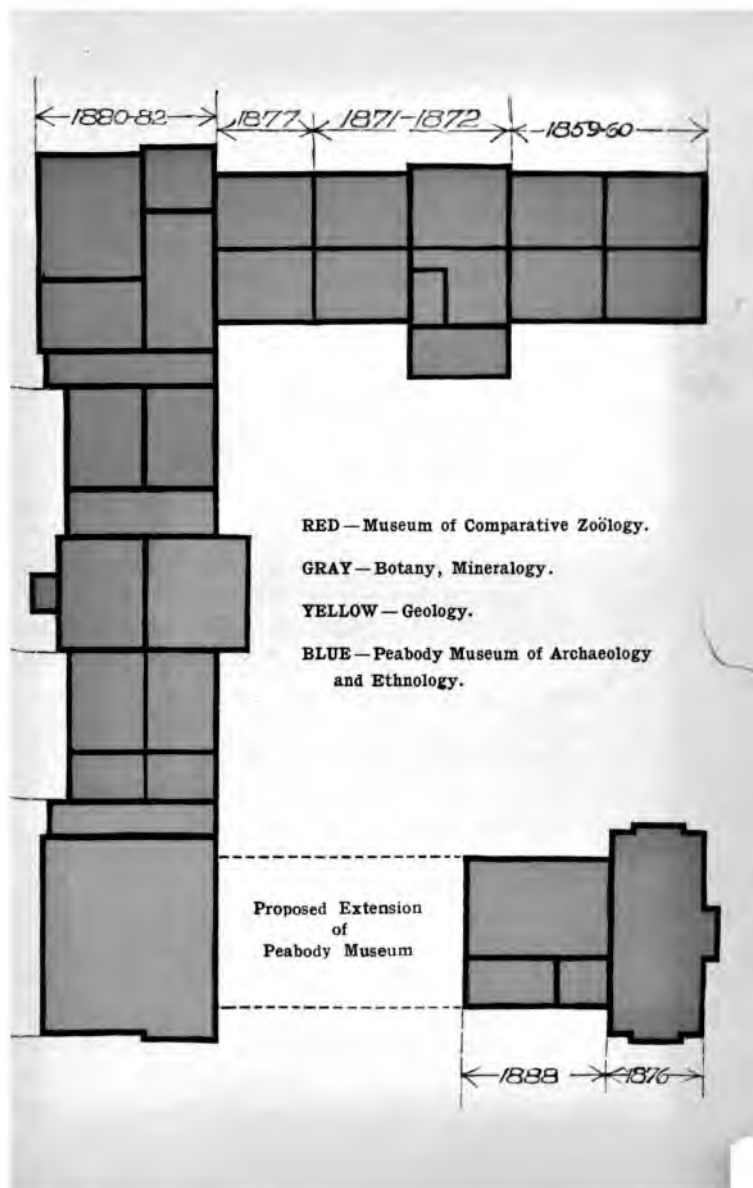 1880-82
1877
1871-1872
1859-60
RED — Museum of Comparative Zoölogy.
GRAY — Botany, Mineralogy.
YELLOW — Geology.
BLUE — Peabody Museum of Archaeology
and Ethnology.
Proposed Extension
of
Peabody Museum
1888
1876